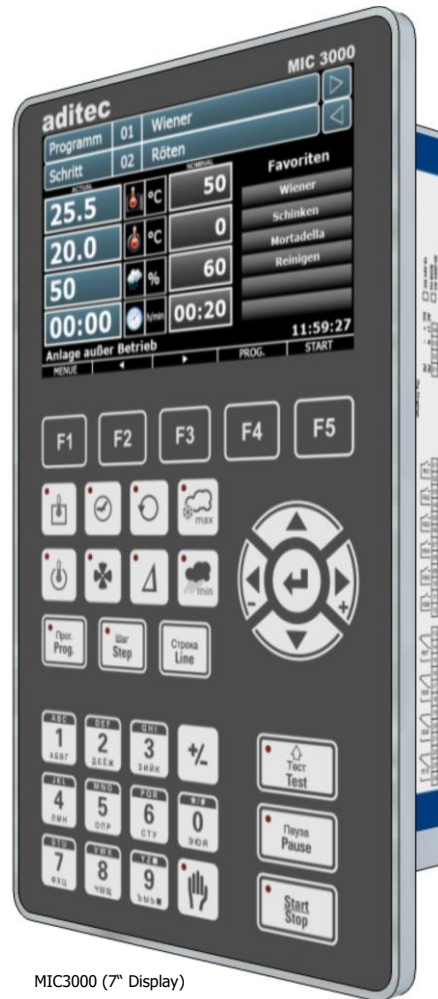 MIC 3000
aditec
Programm 01 Wiener
Schritt 02 Röten
ACTUAL NOMINAL Favoriten
25.5 °C 50 Wiener
20.0 °C 0 Schinken
50 % 60 Mortadella
00:00 h/min 00:20 Reinigen
11:59:27
Anlage außer Betrieb
MENUE PROG. START
F1 F2 F3 F4 F5
max
min
Прог. Шаг Строка
Prog. Step Line
ABC DEF GHI
1 2 3 +/-
АБВГ ДЕЁЖ ЗИЙК
JKL MNO PQR
4 5 6 0
ЛМН ОПР СТУ ЭЮЯ
STU VWX YZ
7 8 9
ФХЦ ЧШЩ ЪЫЬ
- +
Тест
Test
Пауза
Pause
Start
Stop
MIC3000 (7“ Display)